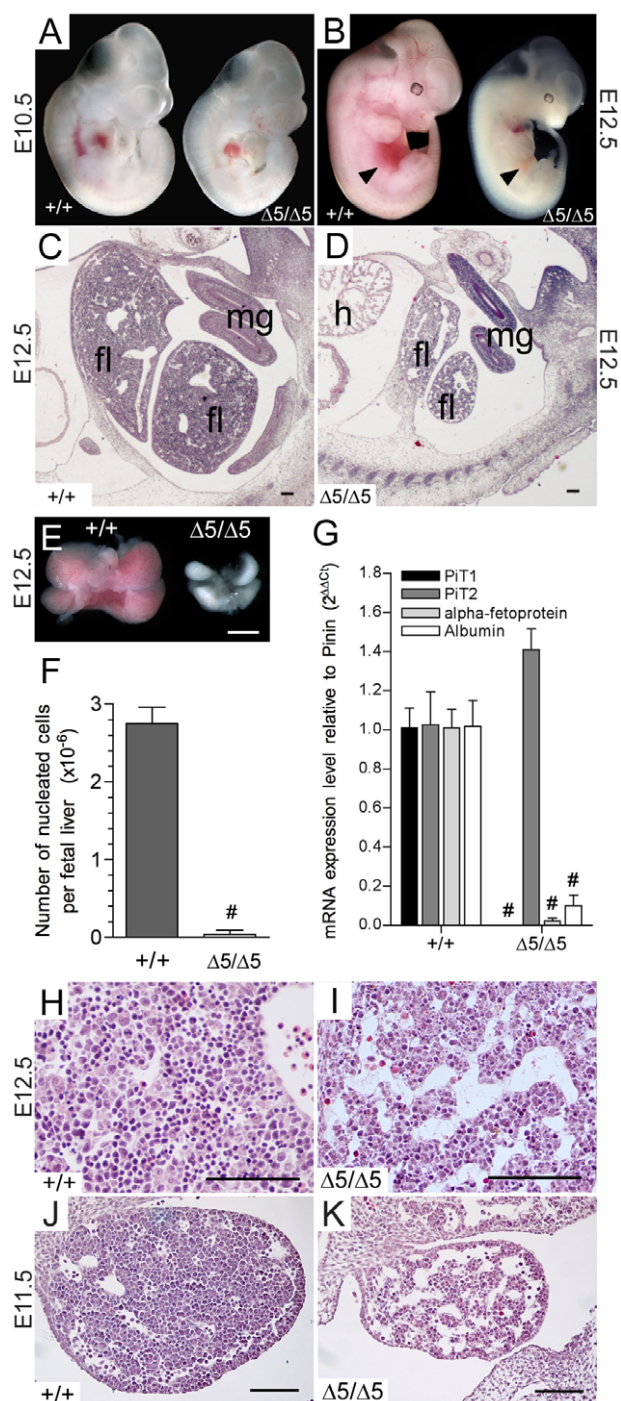 A
B
E10.5
E12.5
+/+
Δ5/Δ5
+/+
Δ5/Δ5
C
D
E12.5
fl
fl
mg
h
fl
fl
mg
E12.5
+/+
Δ5/Δ5
E
+/+
Δ5/Δ5
E12.5
F
Number of nucleated cells
per fetal liver (x10-6)
3
2
1
0
#
+/+
Δ5/Δ5
G
mRNA expression level relative to Pinin (2ΔΔCt)
PiT1
PiT2
alpha-fetoprotein
Albumin
1.8
1.6
1.4
1.2
1.0
0.8
0.6
0.4
0.2
0.0
#
#
#
+/+
Δ5/Δ5
H
I
E12.5
+/+
Δ5/Δ5
J
K
E11.5
+/+
Δ5/Δ5